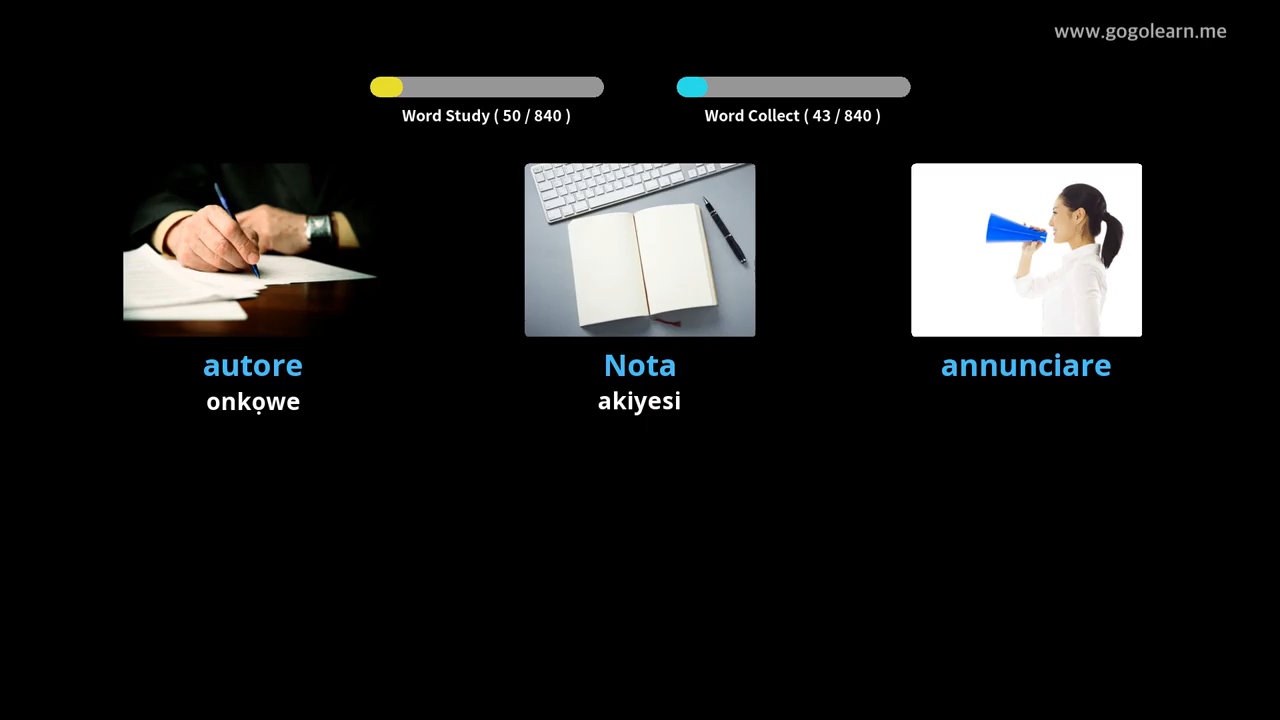 www.gogolearn.me
Word Study ( 50 / 840 )
Word Collect ( 43 / 840 )
autore
onkọwe
Nota
akiyesi
annunciare